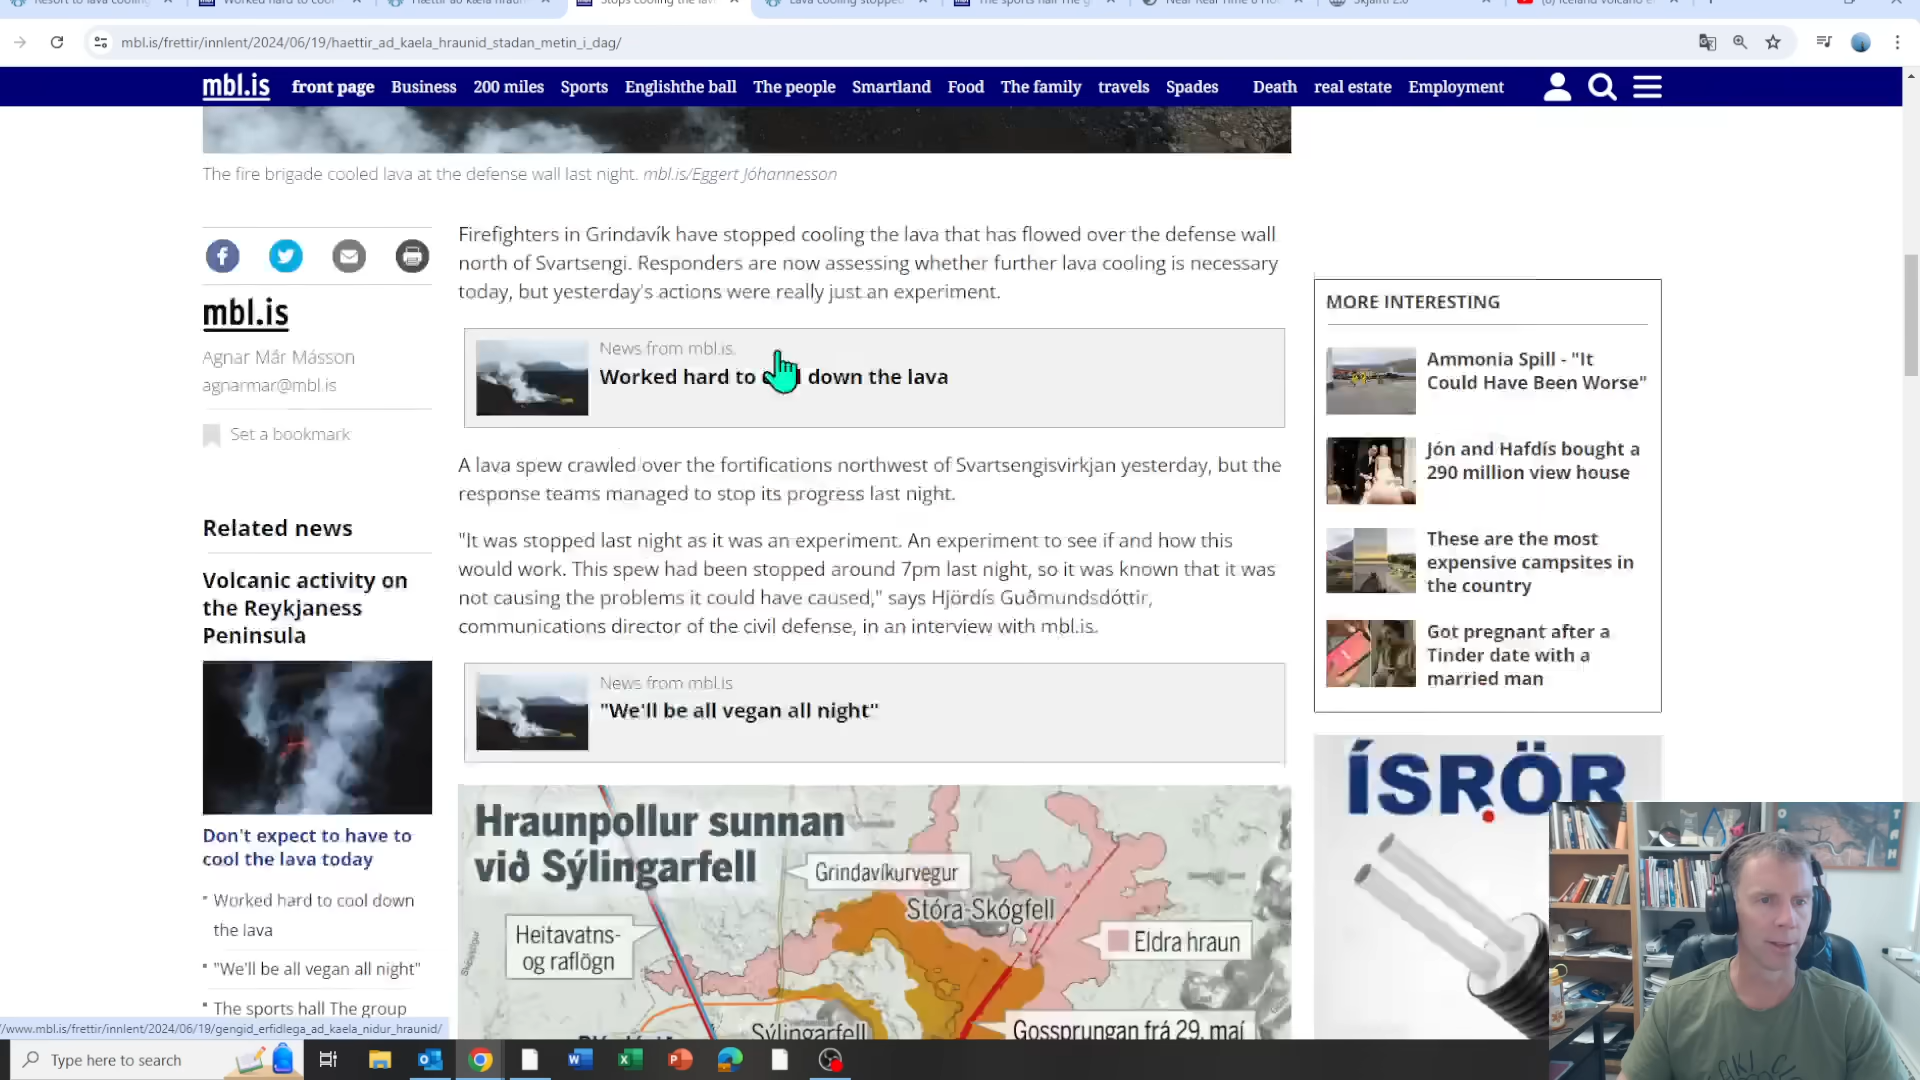 mbl.is/frettir/innlent/2024/06/19/haettir_ad_kaela_hraunid_stadan_metin_i_dag/
mbl.is front page Business 200 miles Sports Englishthe ball The people Smartland Food The family travels Spades Death real estate Employment
The fire brigade cooled lava at the defense wall last night. mbl.is/Eggert Jóhannesson
mbl.is
Agnar Már Másson
agnarmar@mbl.is
Set a bookmark
Related news
Volcanic activity on
the Reykjaness
Peninsula
Don't expect to have to
cool the lava today
Worked hard to cool down
the lava
"We'll be all vegan all night"
The sports hall The group
/www.mbl.is/frettir/innlent/2024/06/19/gengid_erfidlega_ad_kaela_nidur_hraunid/
Firefighters in Grindavík have stopped cooling the lava that has flowed over the defense wall
north of Svartsengi. Responders are now assessing whether further lava cooling is necessary
today, but yesterday's actions were really just an experiment.
News from mbl.is
Worked hard to down the lava
A lava spew crawled over the fortifications northwest of Svartsengisvirkjan yesterday, but the
response teams managed to stop its progress last night.
"It was stopped last night as it was an experiment. An experiment to see if and how this
would work. This spew had been stopped around 7pm last night, so it was known that it was
not causing the problems it could have caused," says Hjördís Guðmundsdóttir,
communications director of the civil defense, in an interview with mbl.is.
News from mbl.is
"We'll be all vegan all night"
Hraunpollur sunnan
við Sýlingarfell
Grindavíkurvegur
Stóra-Skógfell
Heitavatns-
og raflögn
Eldra hraun
Sýlingarfell
Gossprungan frá 29. maí
MORE INTERESTING
Ammonia Spill - "It
Could Have Been Worse"
Jón and Hafdís bought a
290 million view house
These are the most
expensive campsites in
the country
Got pregnant after a
Tinder date with a
married man
ÍSRÖR
Type here to search